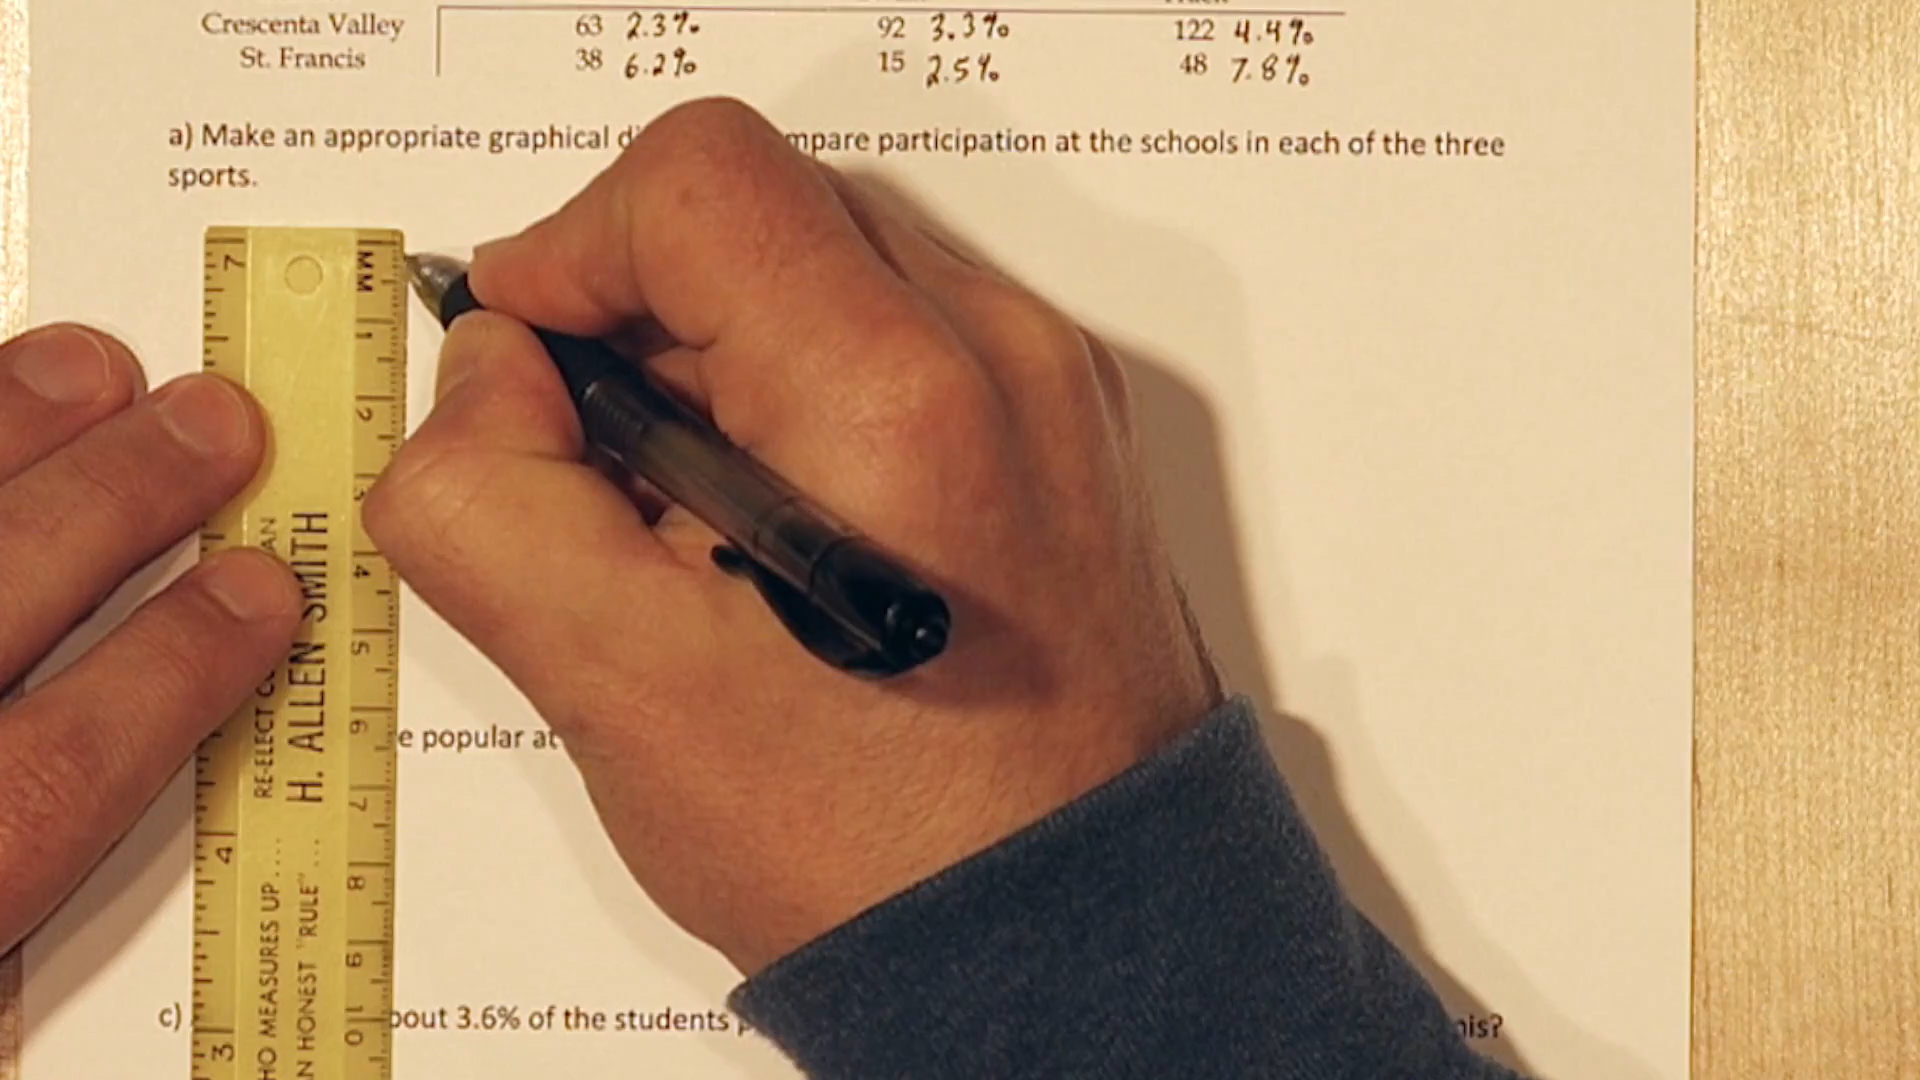 Crescenta Valley 63 2.3% 92 3.3% 122 4.4%
St. Francis 38 6.2% 15 2.5% 48 7.8%
a) Make an appropriate graphical mpare participation at the schools in each of the three
sports.
7
MM 1 2 3 4 5 6 7 8 9 10
H. ALLEN SMITH
RE-ELECT
4
3
HO MEASURES UP....
N HONEST "RULE"...
e popular at
c) bout 3.6% of the students his?